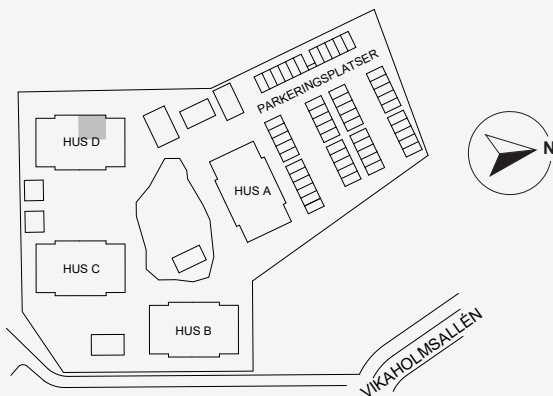 PARKERINGSPLATSER
HUS D
N
HUS A
HUS C
HUS B
VIKAHOLMSALLÉN